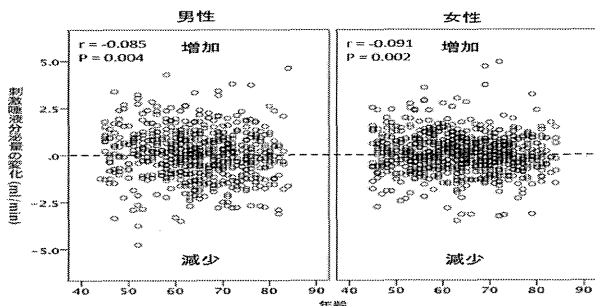 男性
女性
r = -0.085
P = 0.004
増加
r = -0.091
P = 0.002
増加
刺激唾液分泌量の変化(ml/min)
5.0
2.5
.0
-2.5
-5.0
減少
減少
40 50 60 70 80 90
40 50 60 70 80 90
年齢